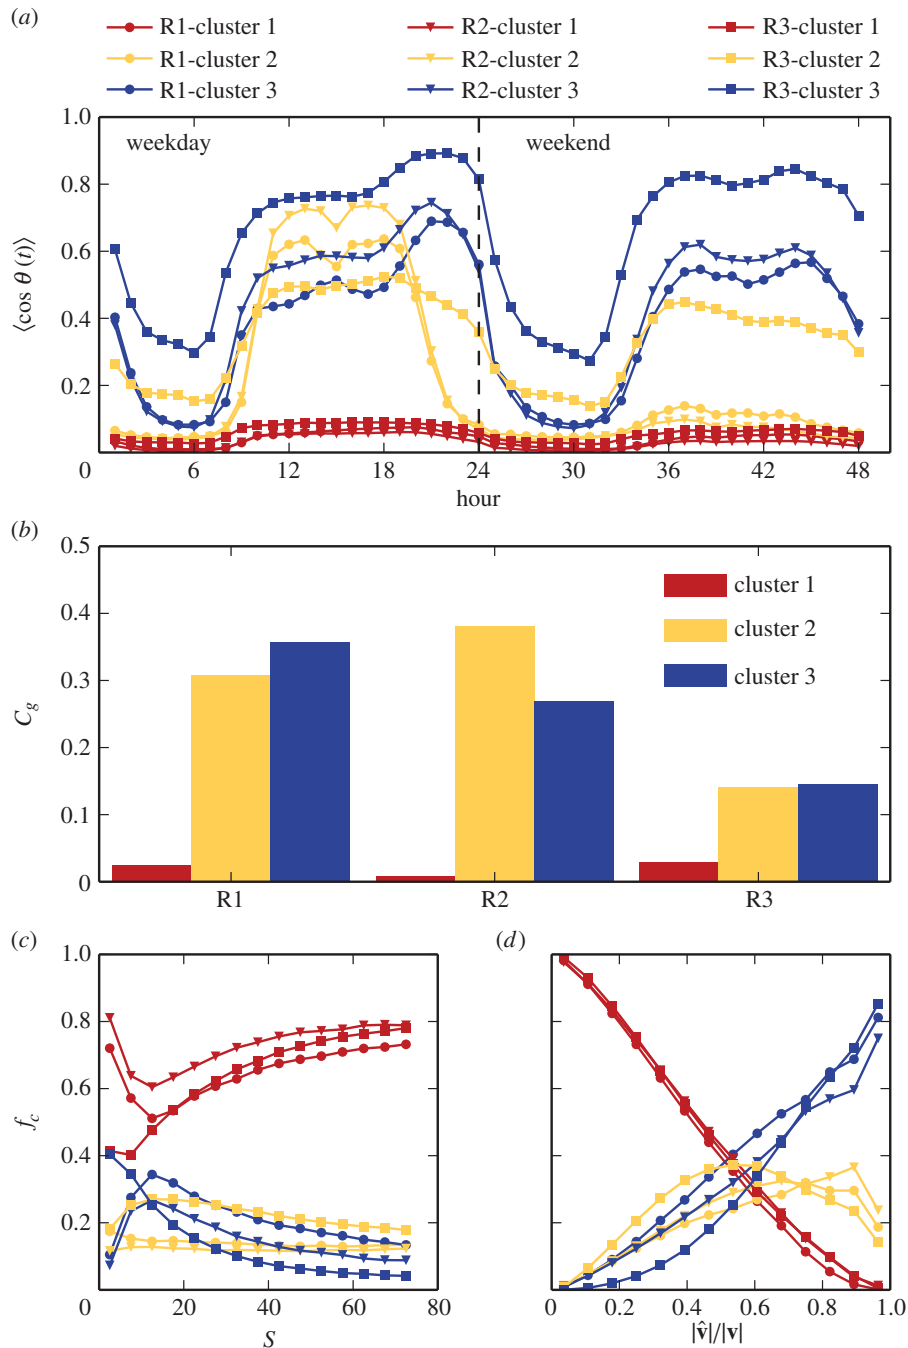 (a)
R1-cluster 1 R2-cluster 1 R3-cluster 1
R1-cluster 2 R2-cluster 2 R3-cluster 2
R1-cluster 3 R2-cluster 3 R3-cluster 3
1.0
weekday weekend
0.8
0.6
⟨cos θ (t)⟩
0.4
0.2
0 6 12 18 24 30 36 42 48
hour
(b)
0.5
cluster 1
0.4
cluster 2
cluster 3
0.3
C_g
0.2
0.1
0
R1 R2 R3
(c) (d)
1.0
0.8
0.6
f_c
0.4
0.2
0 20 40 60 80 0 0.2 0.4 0.6 0.8 1.0
S |v̂|/|v|